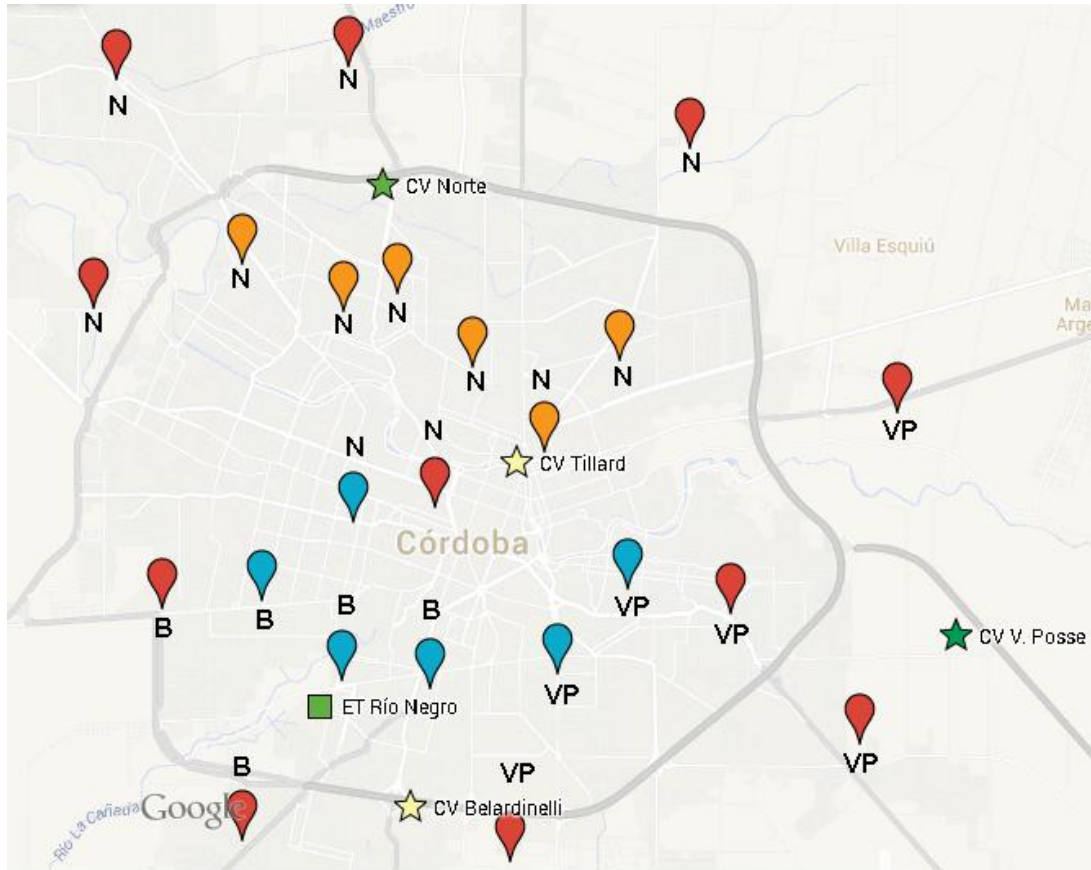 Maestro
N
N
N
CV Norte
Villa Esquiú
N
N
N
N
Ma
Arge
N
N
N
VP
N
N
CV Tillard
Córdoba
B
B
B
B
VP
VP
CV V. Posse
VP
ET Río Negro
VP
B
VP
Río La Cañada
Google
CV Belardinelli